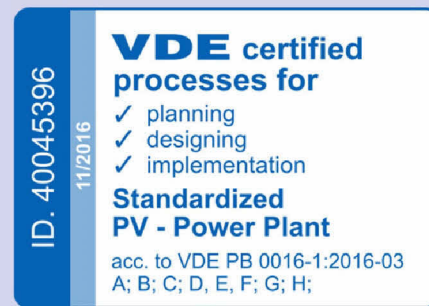 ID. 40045396
11/2016
VDE certified
processes for
✓ planning
✓ designing
✓ implementation
Standardized
PV - Power Plant
acc. to VDE PB 0016-1:2016-03
A; B; C; D, E, F; G; H;